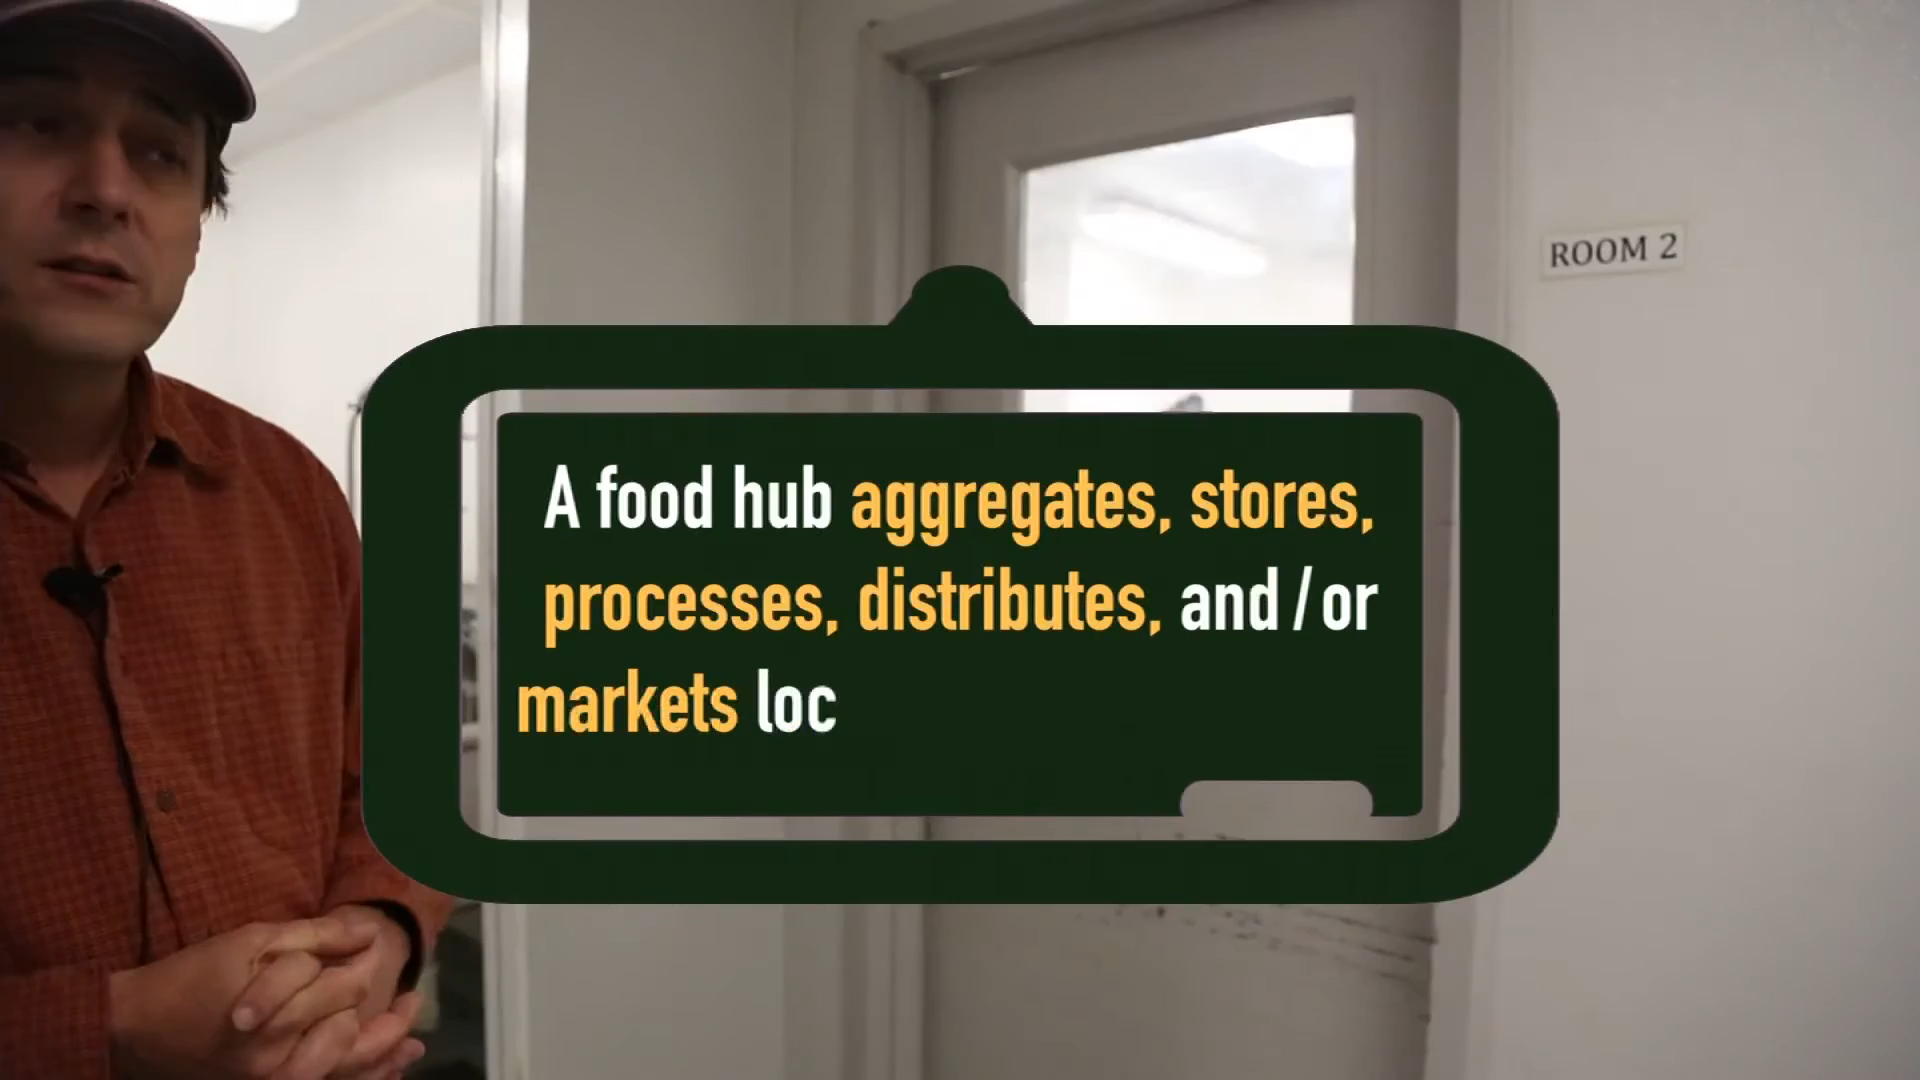 ROOM 2
A food hub aggregates, stores,
processes, distributes, and / or
markets loc